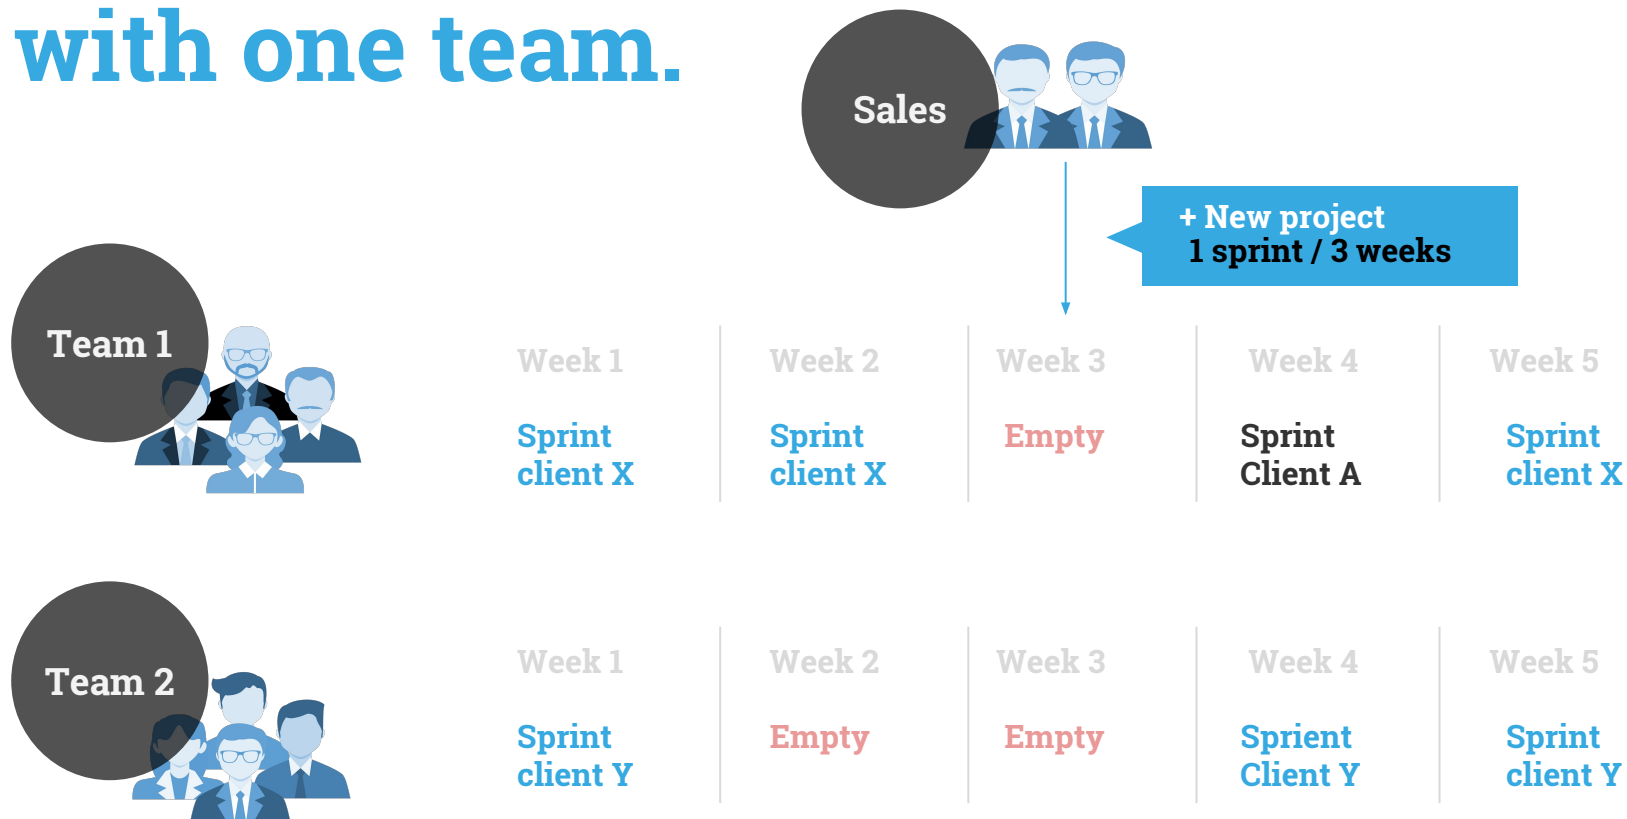 with one team.
Sales
+ New project
1 sprint / 3 weeks
Team 1
Week 1
Week 2
Week 3
Week 4
Week 5
Sprint
client X
Sprint
client X
Empty
Sprint
Client A
Sprint
client X
Team 2
Week 1
Week 2
Week 3
Week 4
Week 5
Sprint
client Y
Empty
Empty
Sprient
Client Y
Sprint
client Y